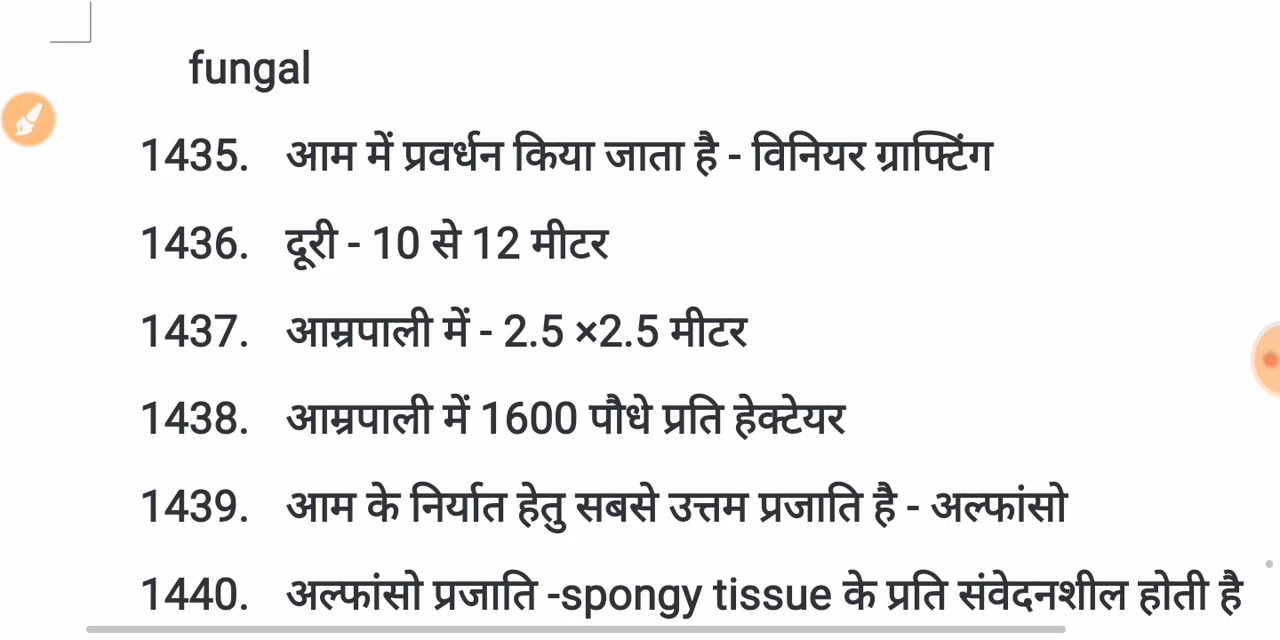 fungal
1435. आम में प्रवर्धन किया जाता है - विनियर ग्राफ्टिंग
1436. दूरी - 10 से 12 मीटर
1437. आम्रपाली में - 2.5 ×2.5 मीटर
1438. आम्रपाली में 1600 पौधे प्रति हेक्टेयर
1439. आम के निर्यात हेतु सबसे उत्तम प्रजाति है - अल्फांसो
1440. अल्फांसो प्रजाति -spongy tissue के प्रति संवेदनशील होती है